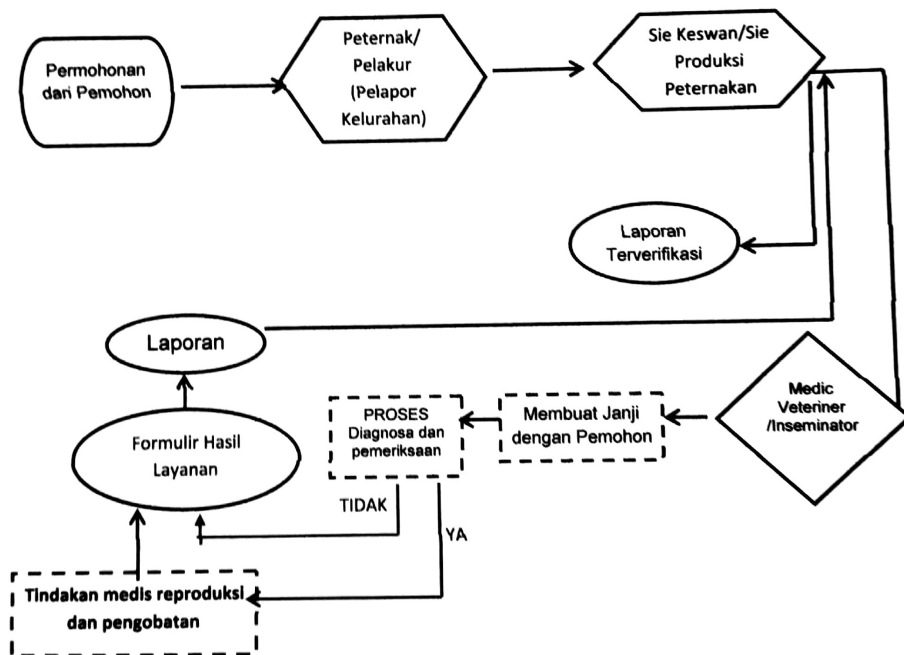 Permohonan
dari Pemohon
Peternak/
Pelakur
(Pelapor
Kelurahan)
Sie Keswan/Sie
Produksi
Peternakan
Laporan
Terverifikasi
Laporan
Medic
Veteriner
/Inseminator
Membuat Janji
dengan Pemohon
PROSES
Diagnosa dan
pemeriksaan
Formulir Hasil
Layanan
TIDAK
YA
Tindakan medis reproduksi
dan pengobatan